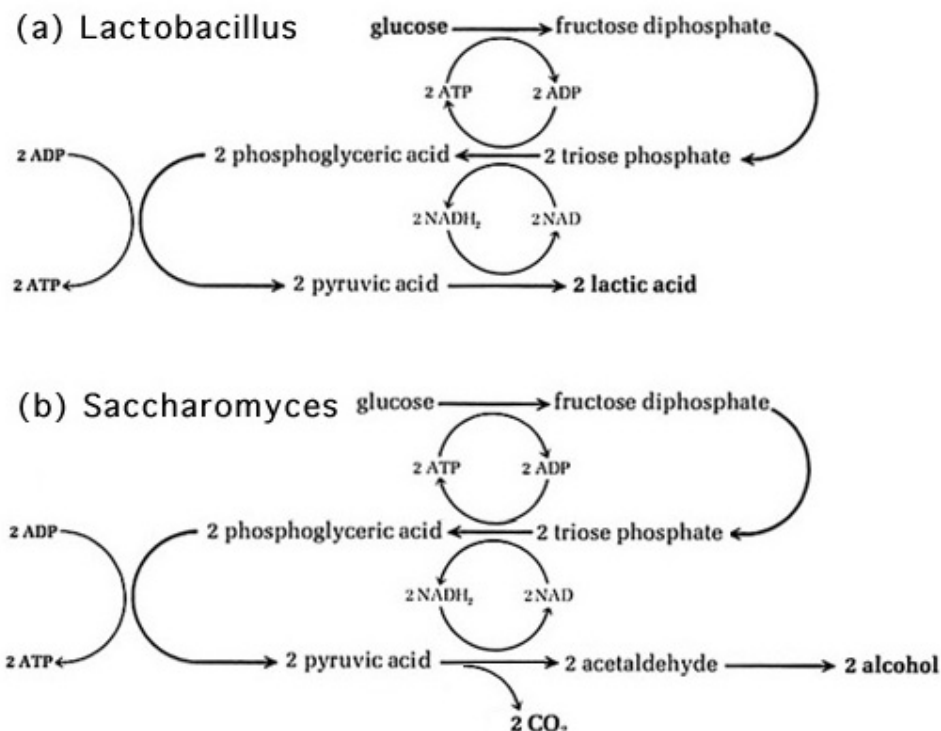 (a) Lactobacillus
glucose fructose diphosphate
2 ATP 2 ADP
2 ADP 2 phosphoglyceric acid 2 triose phosphate
2 NADH₂ 2 NAD
2 ATP 2 pyruvic acid 2 lactic acid
(b) Saccharomyces glucose fructose diphosphate
2 ATP 2 ADP
2 ADP 2 phosphoglyceric acid 2 triose phosphate
2 NADH₂ 2 NAD
2 ATP 2 pyruvic acid 2 acetaldehyde 2 alcohol
2 CO₂